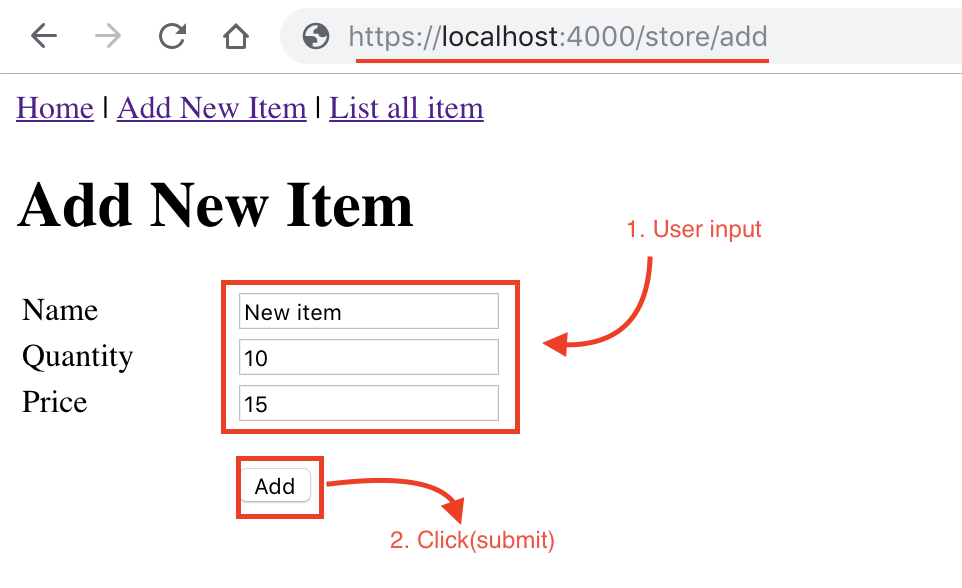 https://localhost:4000/store/add
Home | Add New Item | List all item
Add New Item
1. User input
Name New item
Quantity 10
Price 15
Add
2. Click(submit)